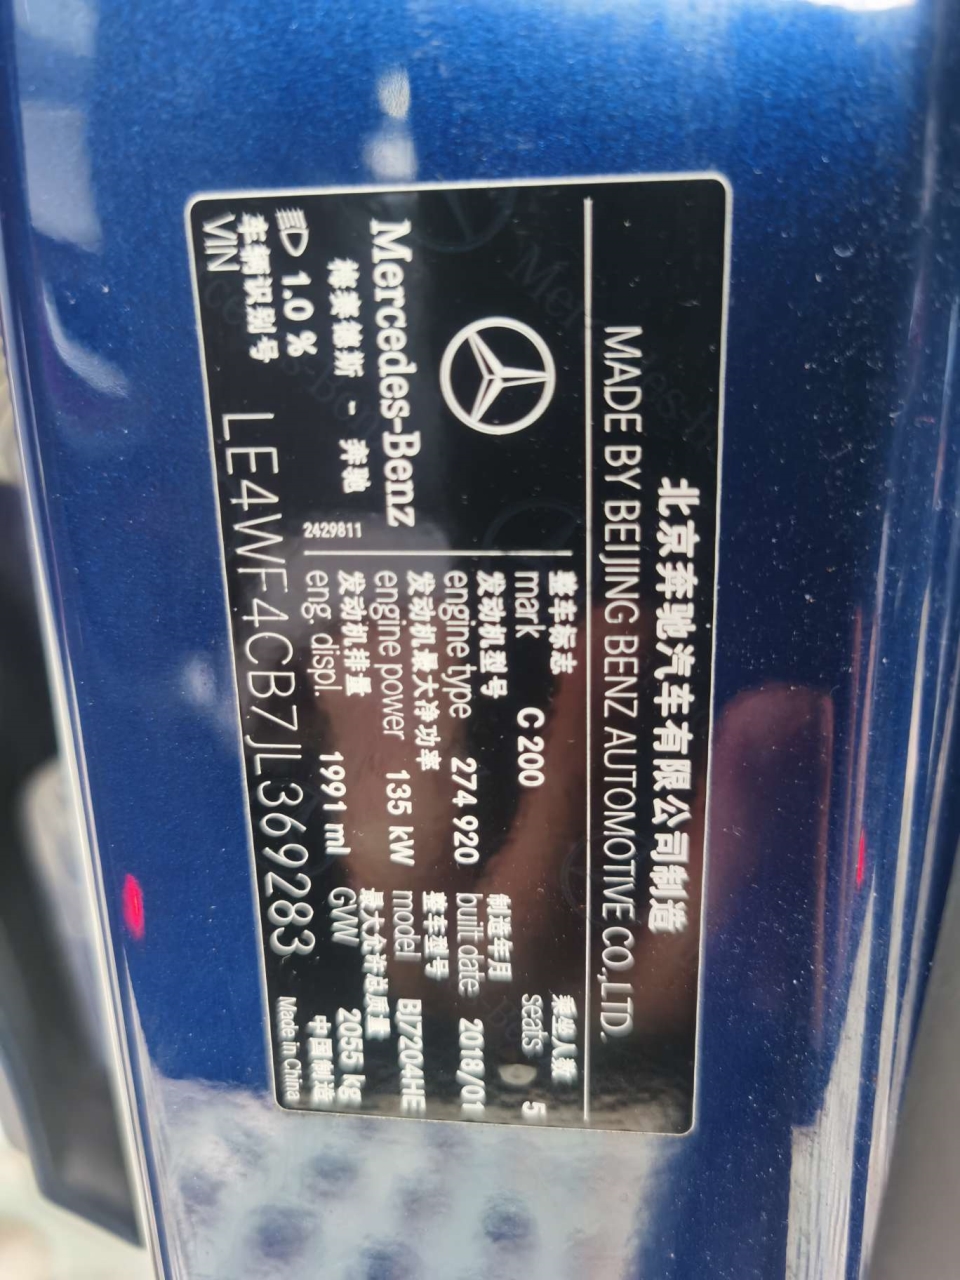 北京奔驰汽车有限公司制造
MADE BY BEIJING BENZ AUTOMOTIVE CO.,LTD.
Mercedes-Benz
梅赛德斯 - 奔驰
1.0 %
2429811
整车标志
mark C 200
乘坐人数
seats 5
发动机型号
engine type 274 920
制造年月
built date 2018/01
发动机最大净功率
engine power 135 kW
整车型号
model BJ7204HE
发动机排量
eng. displ. 1991 ml
最大允许总质量
GVW 2055 kg
车辆识别号
VIN LE4WF4CB7JL369283
中国制造
Made in China